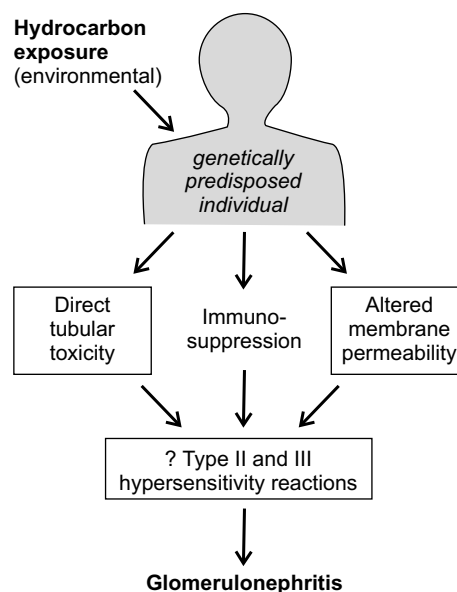 Hydrocarbon
exposure
(environmental)
genetically
predisposed
individual
Direct
tubular
toxicity
Immuno-
suppression
Altered
membrane
permeability
? Type II and III
hypersensitivity reactions
Glomerulonephritis